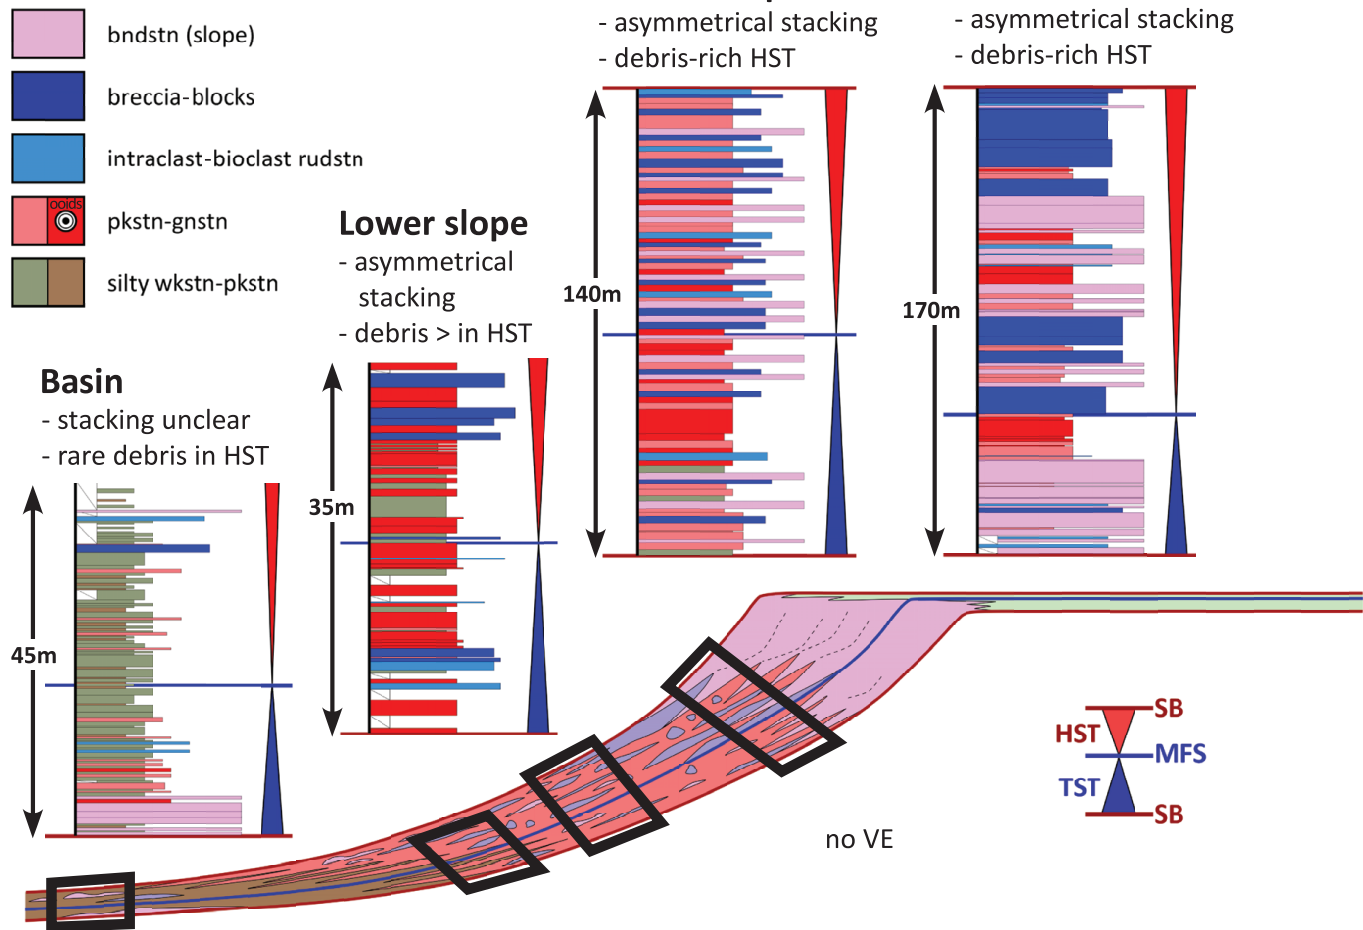 bndstn (slope)
breccia-blocks
intraclast-bioclast rudstn
ooids
pkstn-gnstn
silty wkstn-pkstn
Basin
- stacking unclear
- rare debris in HST
45m
Lower slope
- asymmetrical
stacking
- debris > in HST
35m
- asymmetrical stacking
- debris-rich HST
140m
- asymmetrical stacking
- debris-rich HST
170m
no VE
SB
HST
MFS
TST
SB